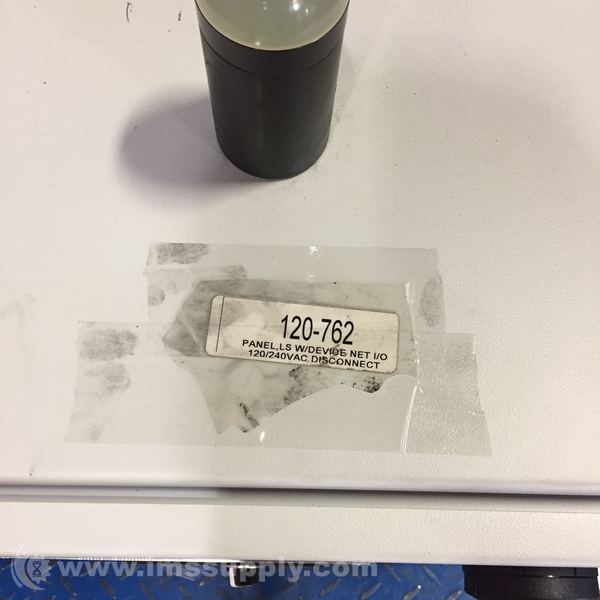 120-762
PANEL,LS W/DEVICE NET I/O
120/240VAC,DISCONNECT
www.imssupply.com